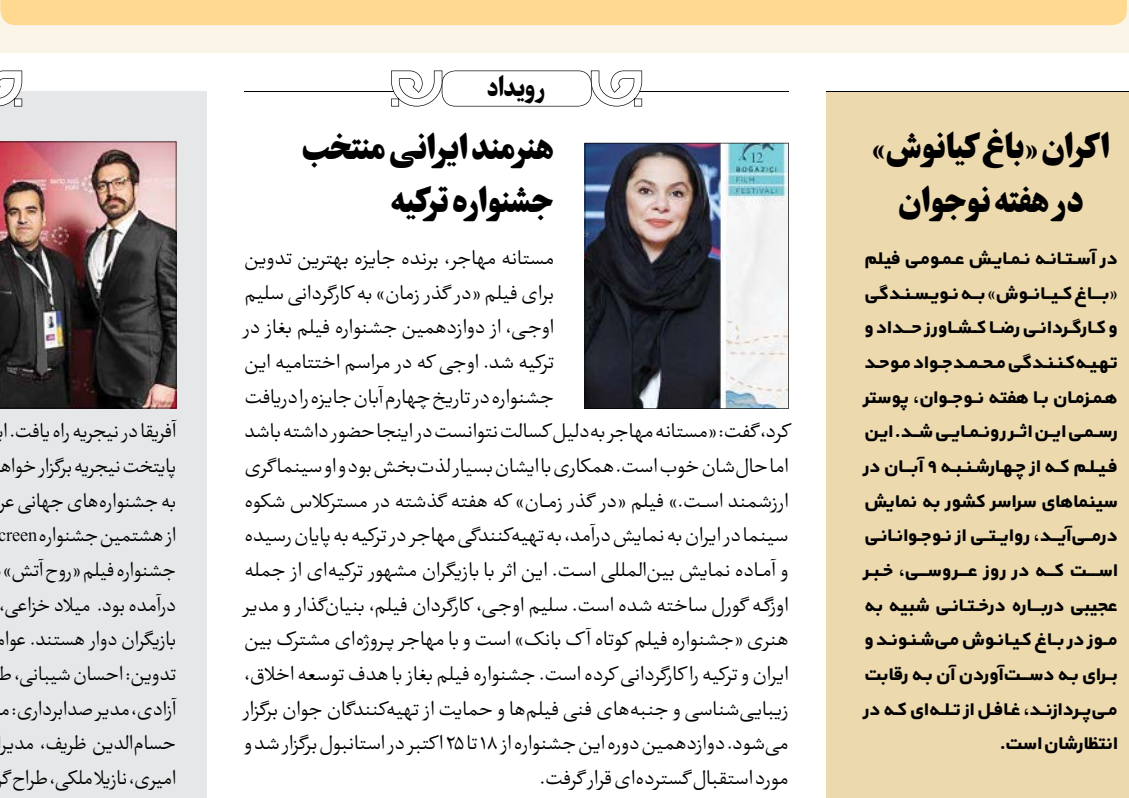 اکران «باغ کیانوش»
در هفته نوجوان
در آستانه نمایش عمومی فیلم
«باغ کیانوش» به نویسندگی
و کارگردانی رضا کشاورز حداد و
تهیه‌کنندگی محمدجواد موحد
همزمان با هفته نوجوان، پوستر
رسمی این اثر رونمایی شد. این
فیلم که از چهارشنبه ۹ آبان در
سینماهای سراسر کشور به نمایش
درمی‌آید، روایتی از نوجوانانی
است که در روز عروسی، خبر
عجیبی درباره درختانی شبیه به
موز در باغ کیانوش می‌شنوند و
برای به دست‌آوردن آن به رقابت
می‌پردازند، غافل از تله‌ای که در
انتظارشان است.
رویداد
هنرمند ایرانی منتخب
جشنواره ترکیه
12
BOĞAZİÇİ
FILM
FESTİVALİ
مستانه مهاجر، برنده جایزه بهترین تدوین
برای فیلم «در گذر زمان» به کارگردانی سلیم
اوجی، از دوازدهمین جشنواره فیلم بغاز در
ترکیه شد. اوجی که در مراسم اختتامیه این
جشنواره در تاریخ چهارم آبان جایزه را دریافت
کرد، گفت: «مستانه مهاجر به‌دلیل کسالت نتوانست در اینجا حضور داشته باشد
اما حال‌شان خوب است. همکاری با ایشان بسیار لذت‌بخش بود و او سینماگری
ارزشمند است.» فیلم «در گذر زمان» که هفته گذشته در مسترکلاس شکوه
سینما در ایران به نمایش درآمد، به تهیه‌کنندگی مهاجر در ترکیه به پایان رسیده
و آماده نمایش بین‌المللی است. این اثر با بازیگران مشهور ترکیه‌ای از جمله
اوزگه گورل ساخته شده است. سلیم اوجی، کارگردان فیلم، بنیان‌گذار و مدیر
هنری «جشنواره فیلم کوتاه آک بانک» است و با مهاجر پروژه‌ای مشترک بین
ایران و ترکیه را کارگردانی کرده است. جشنواره فیلم بغاز با هدف توسعه اخلاق،
زیبایی‌شناسی و جنبه‌های فنی فیلم‌ها و حمایت از تهیه‌کنندگان جوان برگزار
می‌شود. دوازدهمین دوره این جشنواره از ۱۸ تا ۲۵ اکتبر در استانبول برگزار شد و
مورد استقبال گسترده‌ای قرار گرفت.
آفریقا در نیجریه راه یافت.
پایتخت نیجریه برگزار
به جشنواره‌های جهانی
از هشتمین جشنواره creen
جشنواره فیلم «روح آتش»
درآمده بود. میلاد خزاعی،
بازیگران دوار هستند.
تدوین: احسان شیبانی،
آزادی، مدیر صدابرداری:
حسام‌الدین ظریف،
امیری، نازیلا ملکی، طراح